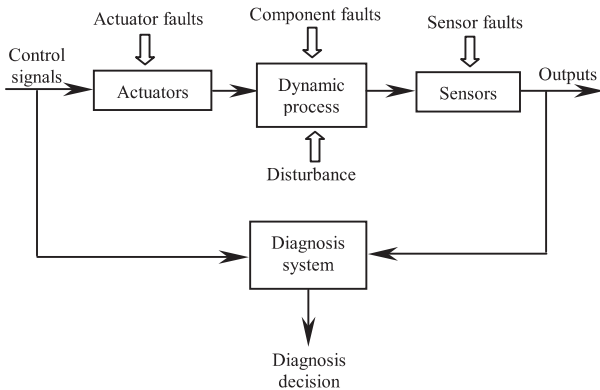 Actuator faults
Component faults
Sensor faults
Control
signals
Actuators
Dynamic
process
Sensors
Outputs
Disturbance
Diagnosis
system
Diagnosis
decision